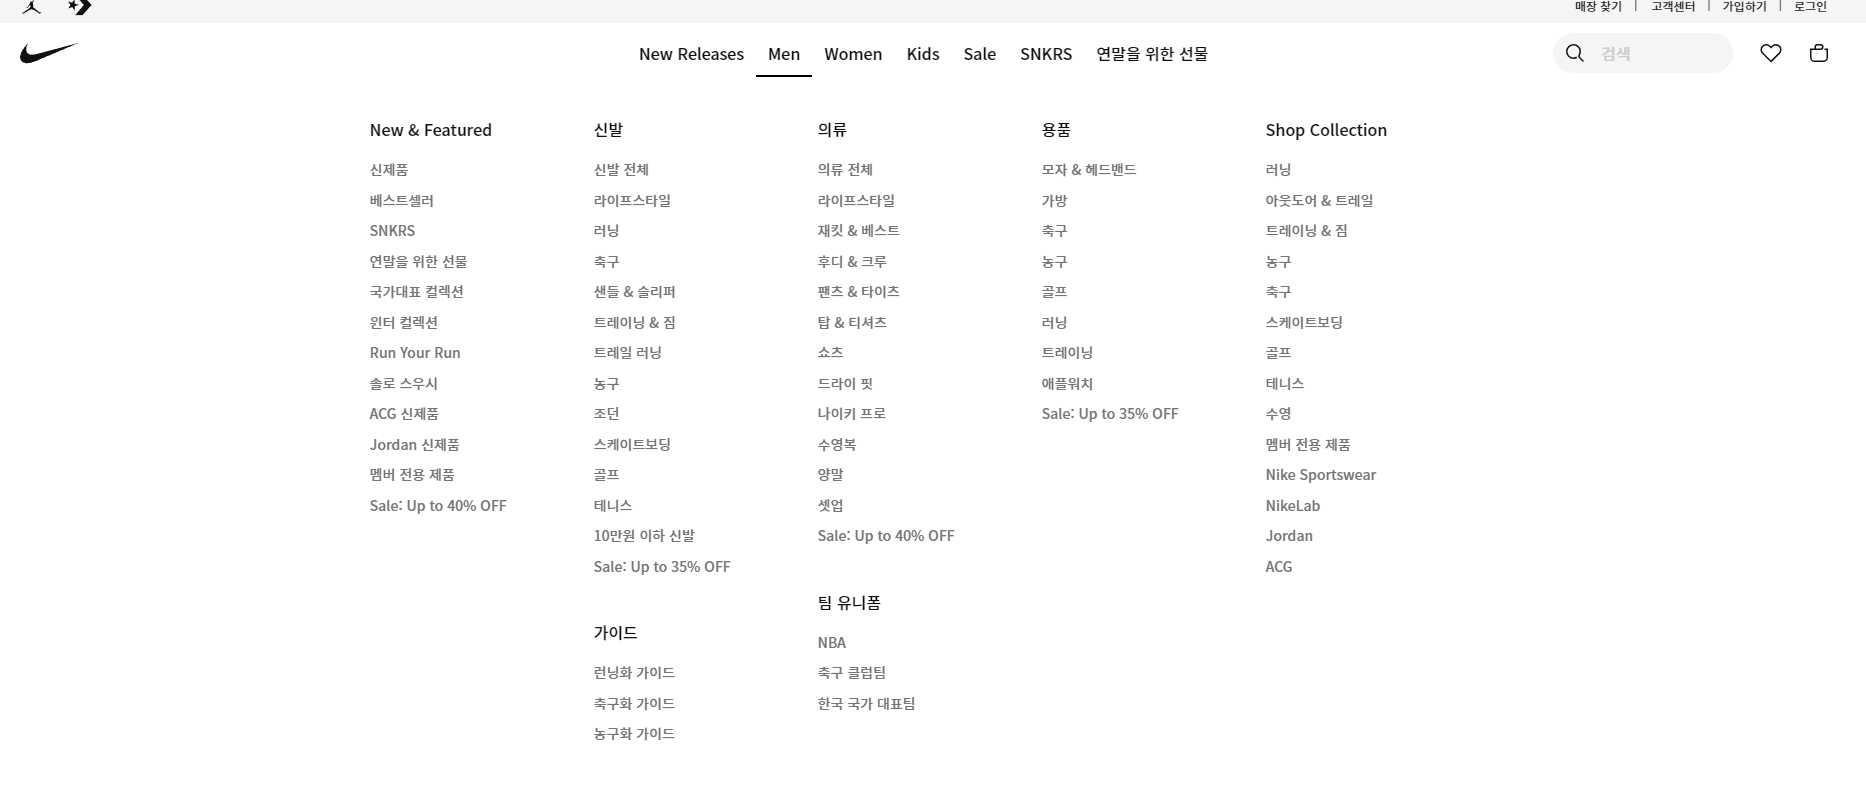 매장 찾기 | 고객센터 | 가입하기 | 로그인
New Releases Men Women Kids Sale SNKRS 연말을 위한 선물 검색
New & Featured
신제품
베스트셀러
SNKRS
연말을 위한 선물
국가대표 컬렉션
윈터 컬렉션
Run Your Run
솔로 스우시
ACG 신제품
Jordan 신제품
멤버 전용 제품
Sale: Up to 40% OFF
신발
신발 전체
라이프스타일
러닝
축구
샌들 & 슬리퍼
트레이닝 & 짐
트레일 러닝
농구
조던
스케이트보딩
골프
테니스
10만원 이하 신발
Sale: Up to 35% OFF
가이드
런닝화 가이드
축구화 가이드
농구화 가이드
의류
의류 전체
라이프스타일
재킷 & 베스트
후디 & 크루
팬츠 & 타이츠
탑 & 티셔츠
쇼츠
드라이 핏
나이키 프로
수영복
양말
셋업
Sale: Up to 40% OFF
팀 유니폼
NBA
축구 클럽팀
한국 국가 대표팀
용품
모자 & 헤드밴드
가방
축구
농구
골프
러닝
트레이닝
애플워치
Sale: Up to 35% OFF
Shop Collection
러닝
아웃도어 & 트레일
트레이닝 & 짐
농구
축구
스케이트보딩
골프
테니스
수영
멤버 전용 제품
Nike Sportswear
NikeLab
Jordan
ACG